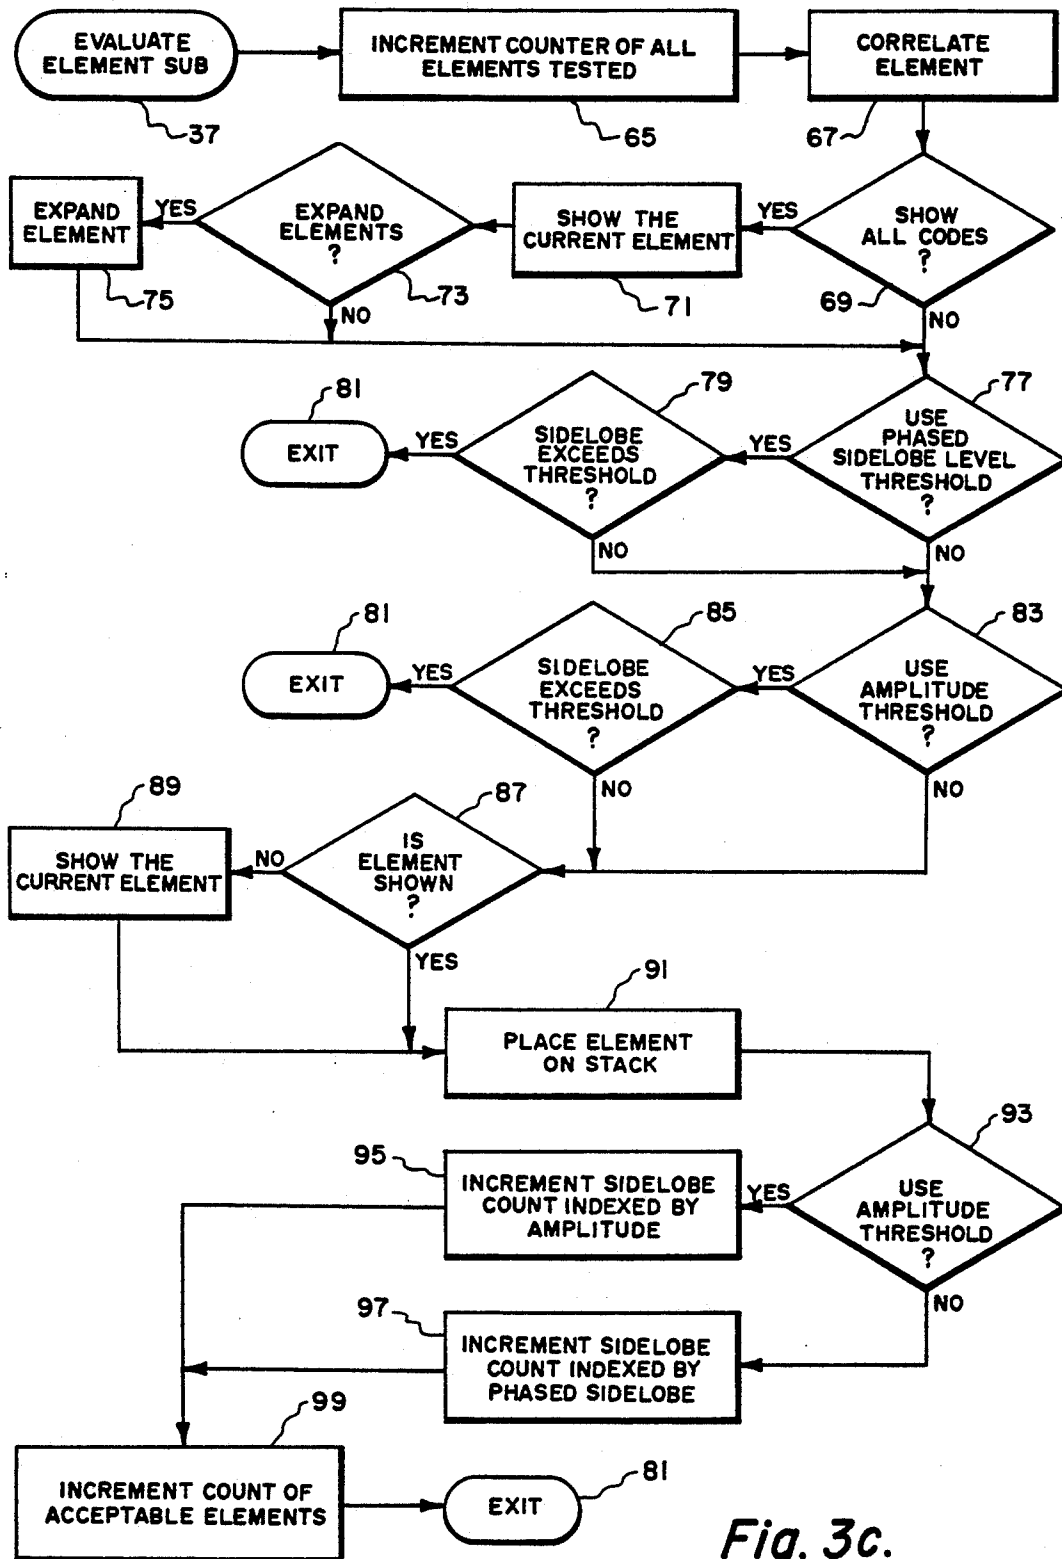 EVALUATE
ELEMENT SUB
37
INCREMENT COUNTER OF ALL
ELEMENTS TESTED
65
CORRELATE
ELEMENT
67
SHOW
ALL CODES
?
69
YES
NO
SHOW THE
CURRENT ELEMENT
71
EXPAND
ELEMENTS
?
73
YES
NO
EXPAND
ELEMENT
75
USE
PHASED
SIDELOBE LEVEL
THRESHOLD
?
77
YES
NO
SIDELOBE
EXCEEDS
THRESHOLD
?
79
YES
NO
EXIT
81
USE
AMPLITUDE
THRESHOLD
?
83
YES
NO
SIDELOBE
EXCEEDS
THRESHOLD
?
85
YES
NO
EXIT
81
IS
ELEMENT
SHOWN
?
87
NO
YES
SHOW THE
CURRENT ELEMENT
89
PLACE ELEMENT
ON STACK
91
USE
AMPLITUDE
THRESHOLD
?
93
YES
NO
INCREMENT SIDELOBE
COUNT INDEXED BY
AMPLITUDE
95
INCREMENT SIDELOBE
COUNT INDEXED BY
PHASED SIDELOBE
97
INCREMENT COUNT OF
ACCEPTABLE ELEMENTS
99
EXIT
81
Fig. 3c.